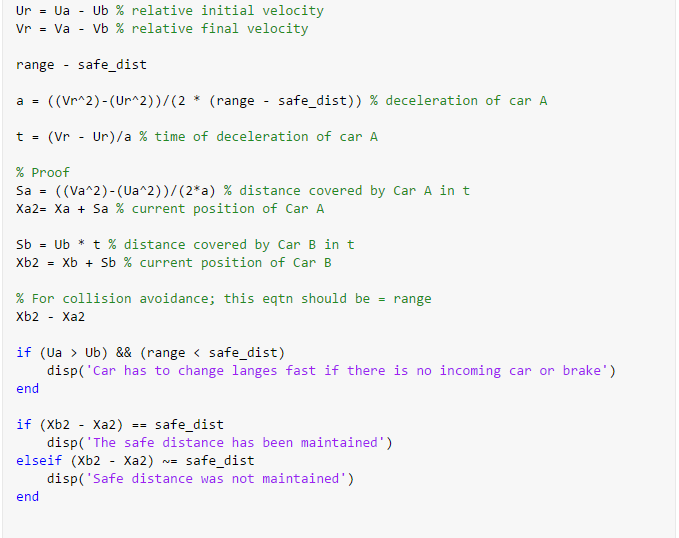 Ur = Ua - Ub % relative initial velocity
Vr = Va - Vb % relative final velocity
range - safe_dist
a = ((Vr^2)-(Ur^2))/(2 * (range - safe_dist)) % deceleration of car A
t = (Vr - Ur)/a % time of deceleration of car A
% Proof
Sa = ((Va^2)-(Ua^2))/(2*a) % distance covered by Car A in t
Xa2= Xa + Sa % current position of Car A
Sb = Ub * t % distance covered by Car B in t
Xb2 = Xb + Sb % current position of Car B
% For collision avoidance; this eqtn should be = range
Xb2 - Xa2
if (Ua > Ub) && (range < safe_dist)
    disp('Car has to change langes fast if there is no incoming car or brake')
end
if (Xb2 - Xa2) == safe_dist
    disp('The safe distance has been maintained')
elseif (Xb2 - Xa2) ~= safe_dist
    disp('Safe distance was not maintained')
end